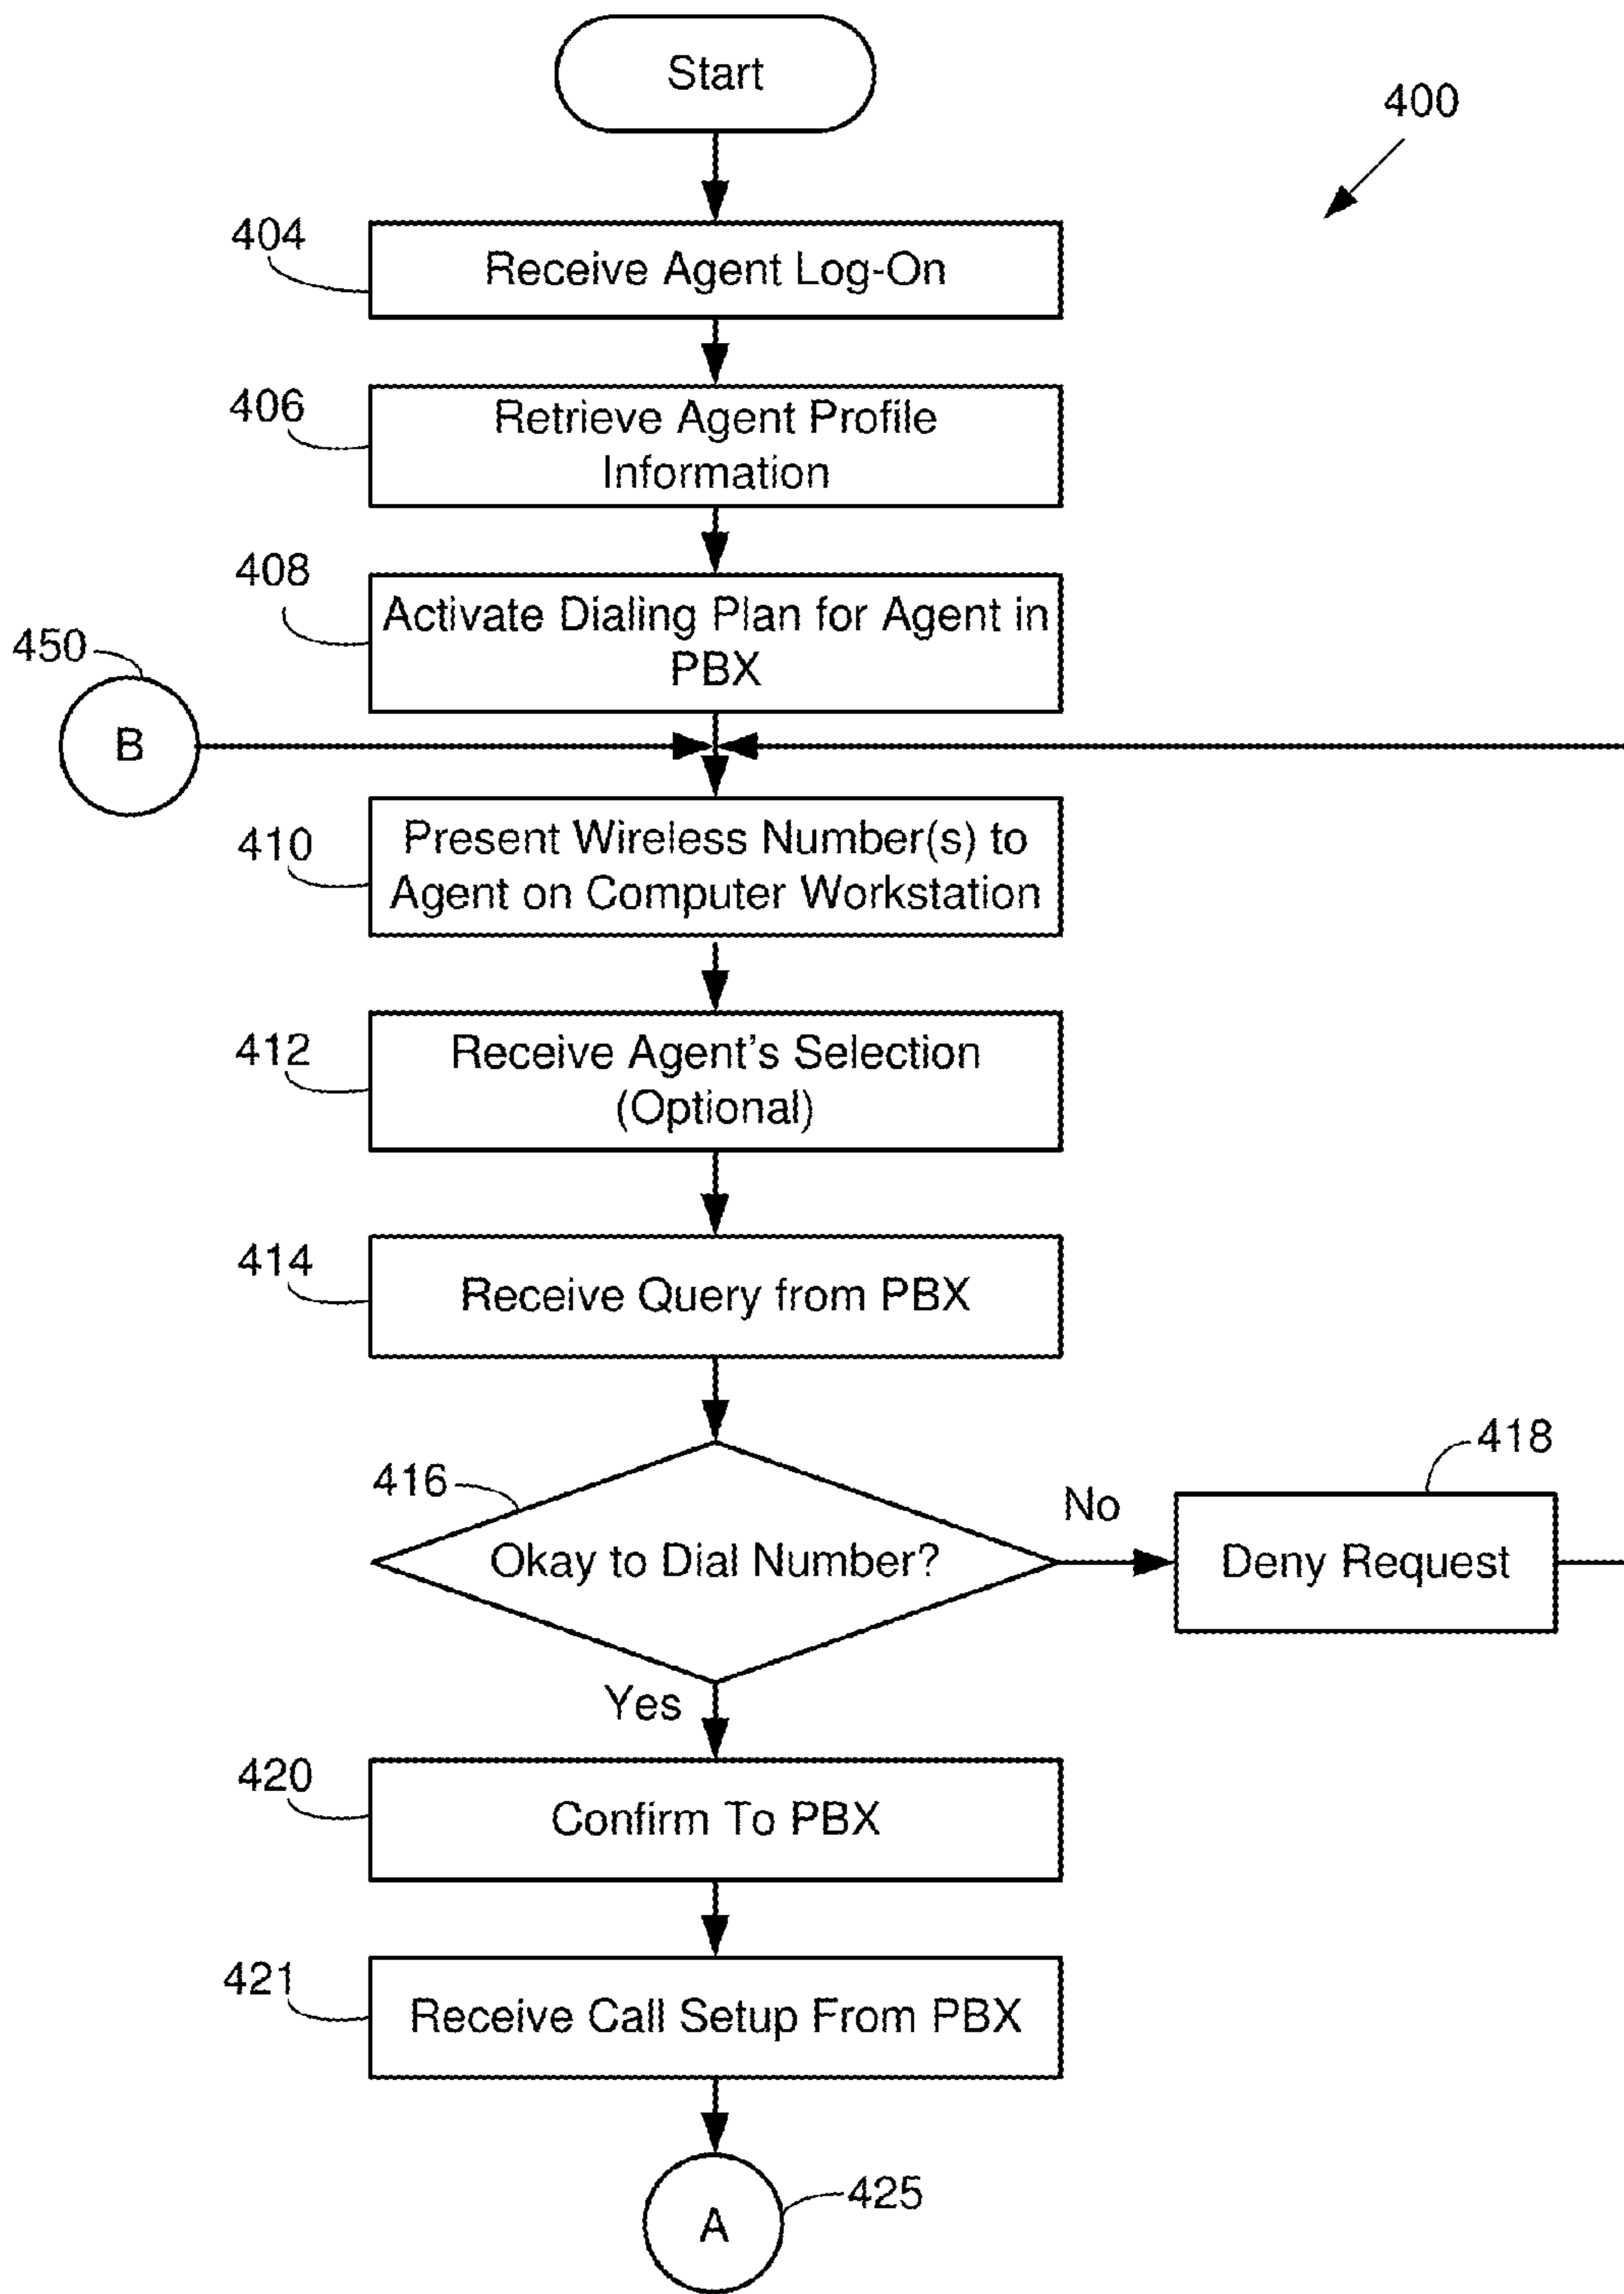 Start
400
404
Receive Agent Log-On
406
Retrieve Agent Profile
Information
408
Activate Dialing Plan for Agent in
PBX
450
B
410
Present Wireless Number(s) to
Agent on Computer Workstation
412
Receive Agent's Selection
(Optional)
414
Receive Query from PBX
416
Okay to Dial Number?
No
418
Deny Request
Yes
420
Confirm To PBX
421
Receive Call Setup From PBX
A
425